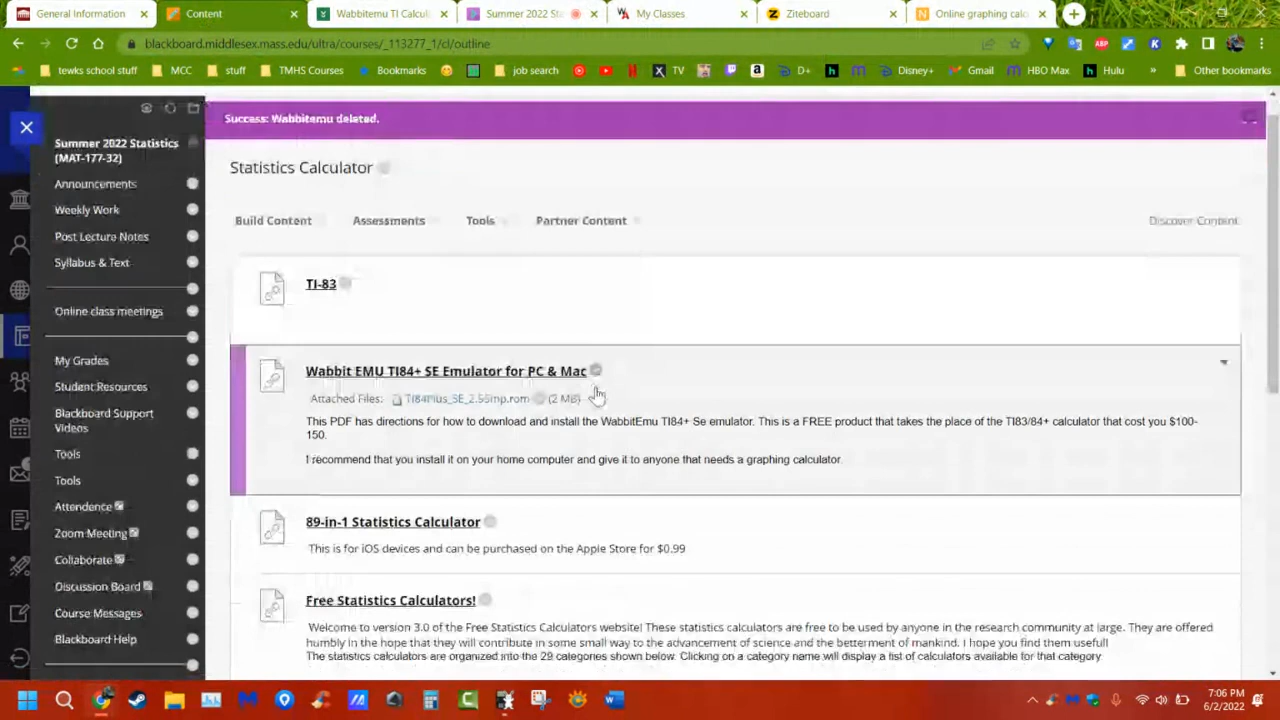 General Information
Content
Wabbitemu TI Calcul
Summer 2022 St
My Classes
Ziteboard
Online graphing calc
blackboard.middlesex.mass.edu/ultra/courses/_113277_1/cl/outline
tewks school stuff
MCC
stuff
TMHS Courses
Bookmarks
job search
TV
D+
Disney+
Gmail
HBO Max
Hulu
»
Other bookmarks
Success: Wabbitemu deleted.
Summer 2022 Statistics
(MAT-177-32)
Announcements
Weekly Work
Post Lecture Notes
Syllabus & Text
Online class meetings
My Grades
Student Resources
Blackboard Support
Videos
Tools
Tools
Attendence
Zoom Meeting
Collaborate
Discussion Board
Course Messages
Blackboard Help
Statistics Calculator
Build Content
Assessments
Tools
Partner Content
Discover Content
TI-83
Wabbit EMU TI84+ SE Emulator for PC & Mac
Attached Files: TI84Plus_SE_2.55mp.rom (2 MB)
This PDF has directions for how to download and install the WabbitEmu TI84+ Se emulator. This is a FREE product that takes the place of the TI83/84+ calculator that cost you $100-
150.
I recommend that you install it on your home computer and give it to anyone that needs a graphing calculator.
89-in-1 Statistics Calculator
This is for iOS devices and can be purchased on the Apple Store for $0.99
Free Statistics Calculators!
Welcome to version 3.0 of the Free Statistics Calculators website! These statistics calculators are free to be used by anyone in the research community at large. They are offered
humbly in the hope that they will contribute in some small way to the advancement of science and the betterment of mankind. I hope you find them useful!
The statistics calculators are organized into the 29 categories shown below. Clicking on a category name will display a list of calculators available for that category
7:06 PM
6/2/2022